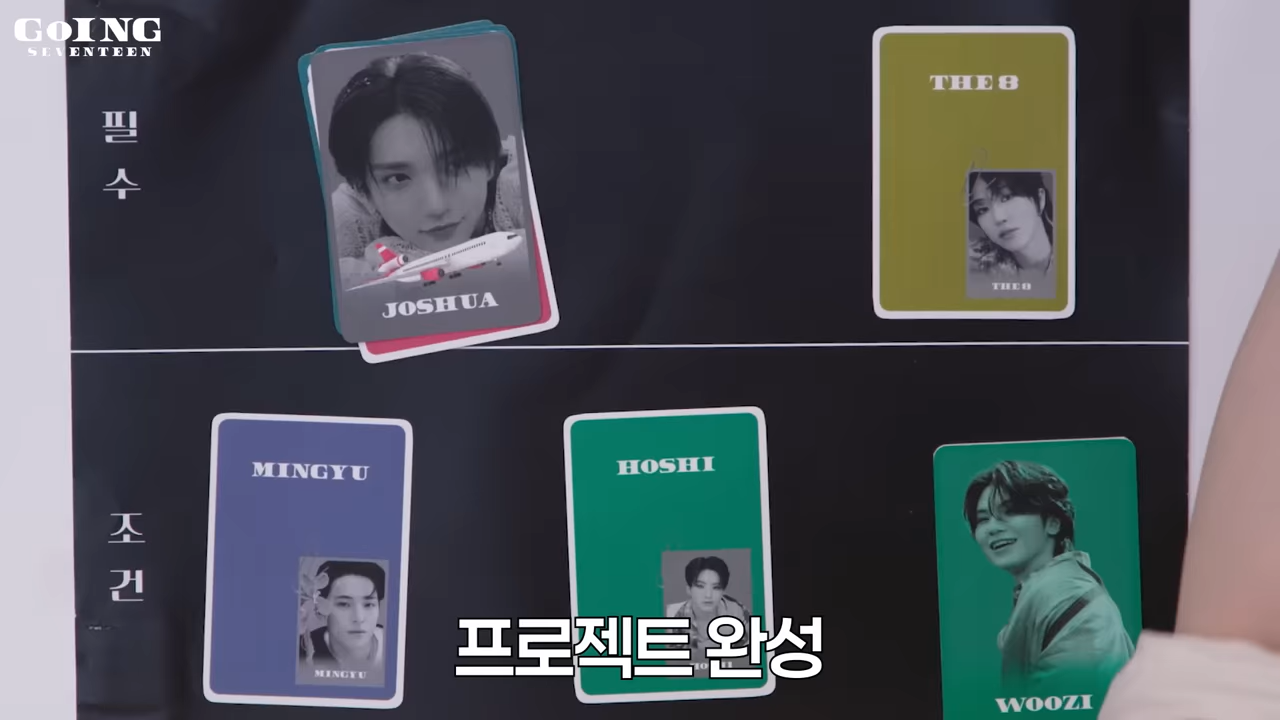 GOING
SEVENTEEN
필수
JOSHUA
THE 8
THE 8
조건
MINGYU
MINGYU
HOSHI
HOSHI
WOOZI
프로젝트 완성